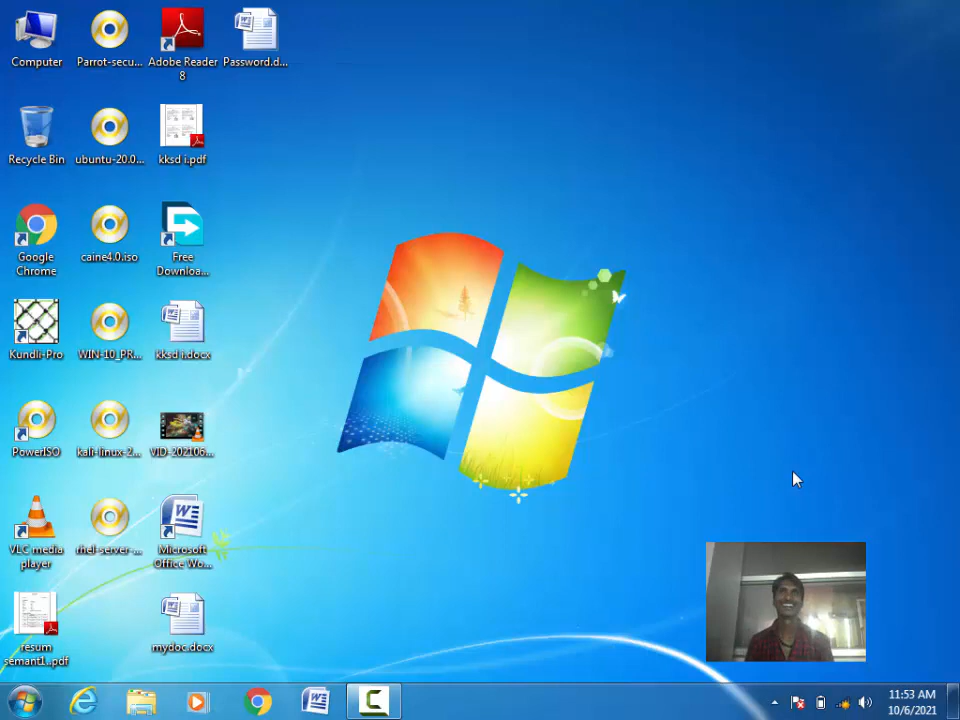 Computer
Parrot-secu...
Adobe Reader
8
Password.d...
Recycle Bin
ubuntu-20.0...
kksd i.pdf
Google
Chrome
caine4.0.iso
Free
Downloa...
Kundli-Pro
WIN-10_PR...
kksd i.docx
PowerISO
kali-linux-2...
VID-202106...
VLC media
player
rhel-server-...
Microsoft
Office Wo...
resum
semant1..pdf
mydoc.docx
11:53 AM
10/6/2021